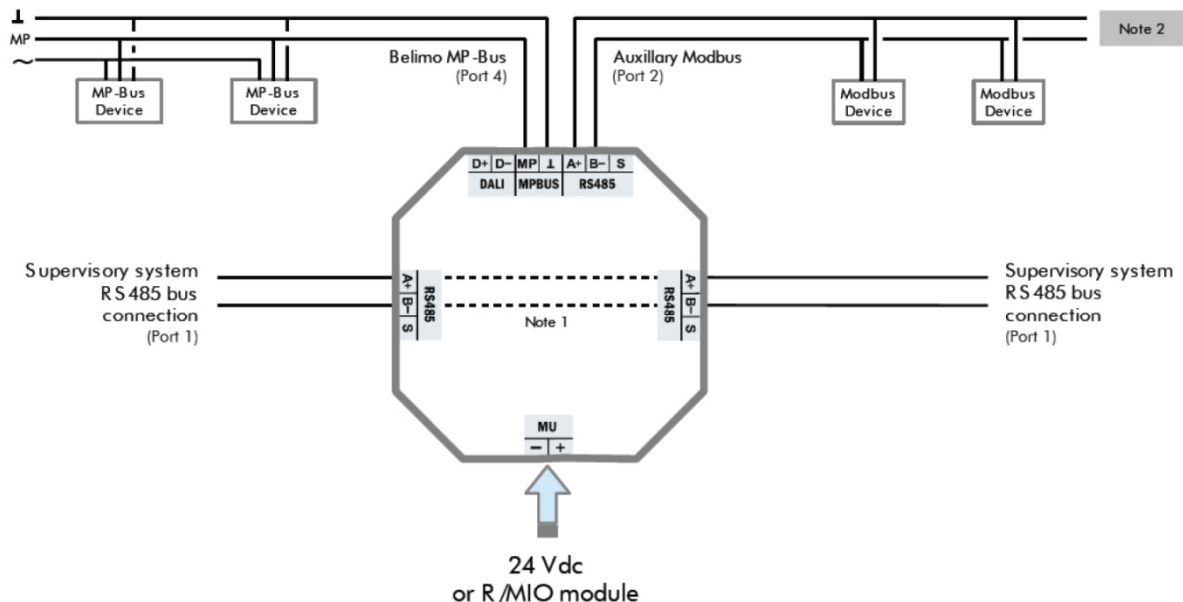 ⊥
MP
~
Note 2
Belimo MP-Bus
(Port 4)
Auxillary Modbus
(Port 2)
MP-Bus
Device
MP-Bus
Device
Modbus
Device
Modbus
Device
D+ D− MP ⊥ A+ B− S
DALI MPBUS RS485
Supervisory system
RS485 bus
connection
(Port 1)
A+ B− S
RS485
Note 1
RS485
A+ B− S
Supervisory system
RS485 bus
connection
(Port 1)
MU
− +
24 Vdc
or R/MIO module